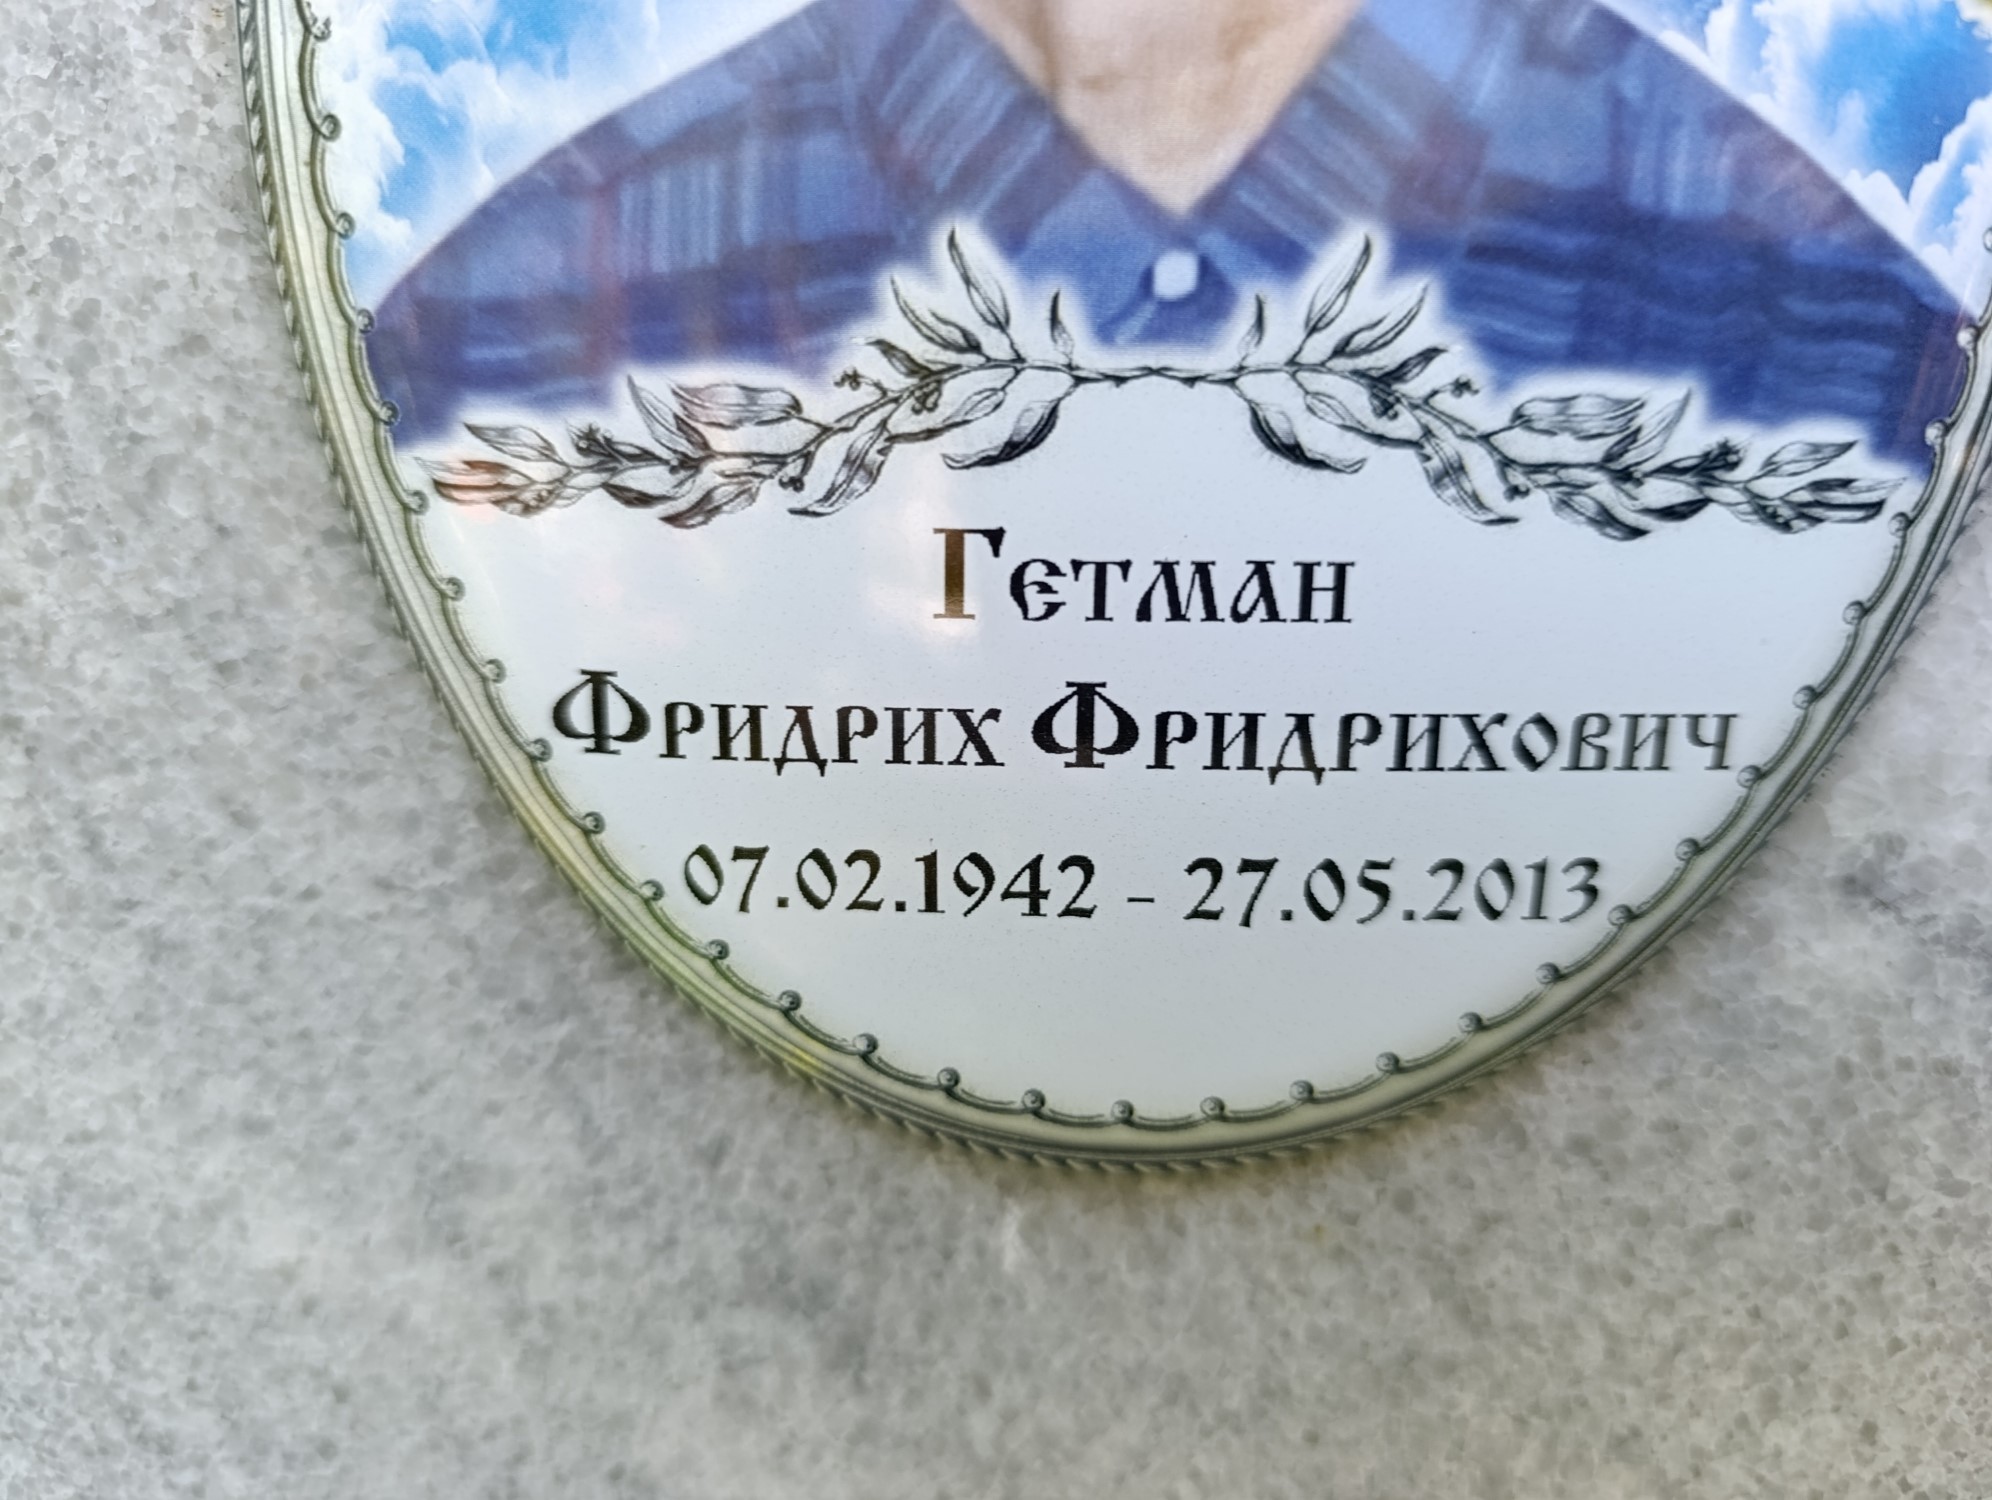 Гетман
Фридрих Фридрихович
07.02.1942 - 27.05.2013